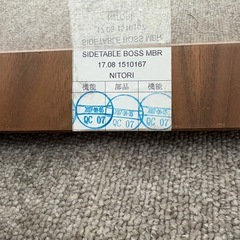 SIDETABLE BOSS MBR
17.08 1510167
NITORI
機能 部品 機能
QC 07 QC 07 QC 07